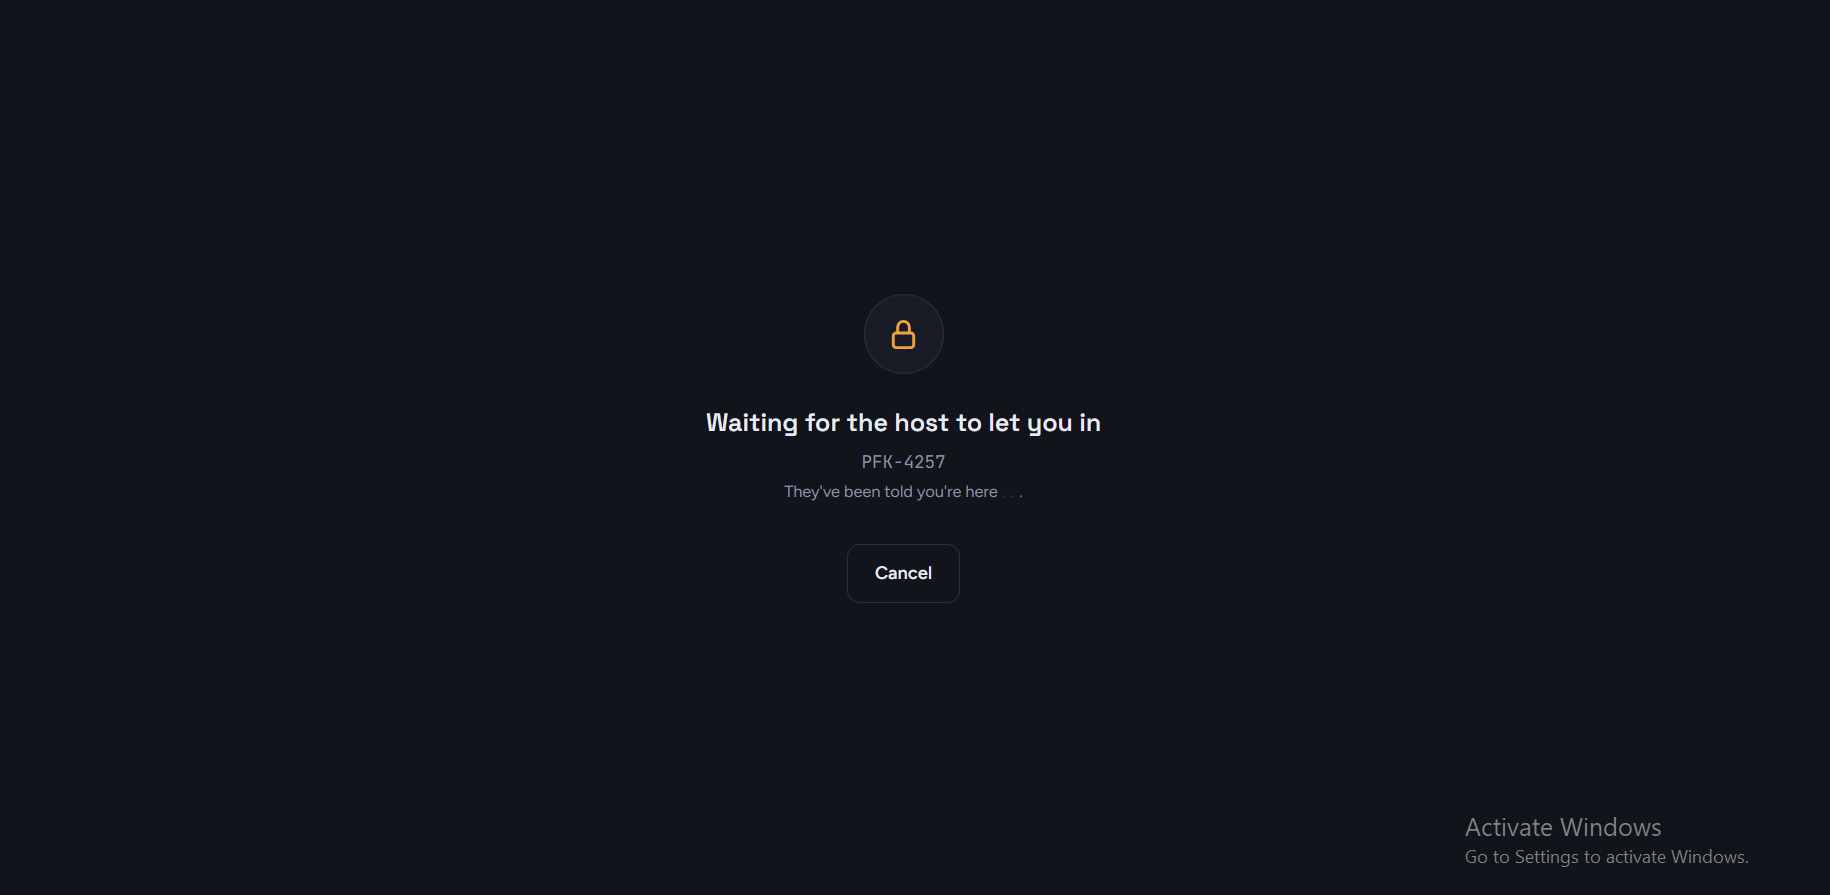 Waiting for the host to let you in
PFK-4257
They've been told you're here . . .
Cancel
Activate Windows
Go to Settings to activate Windows.